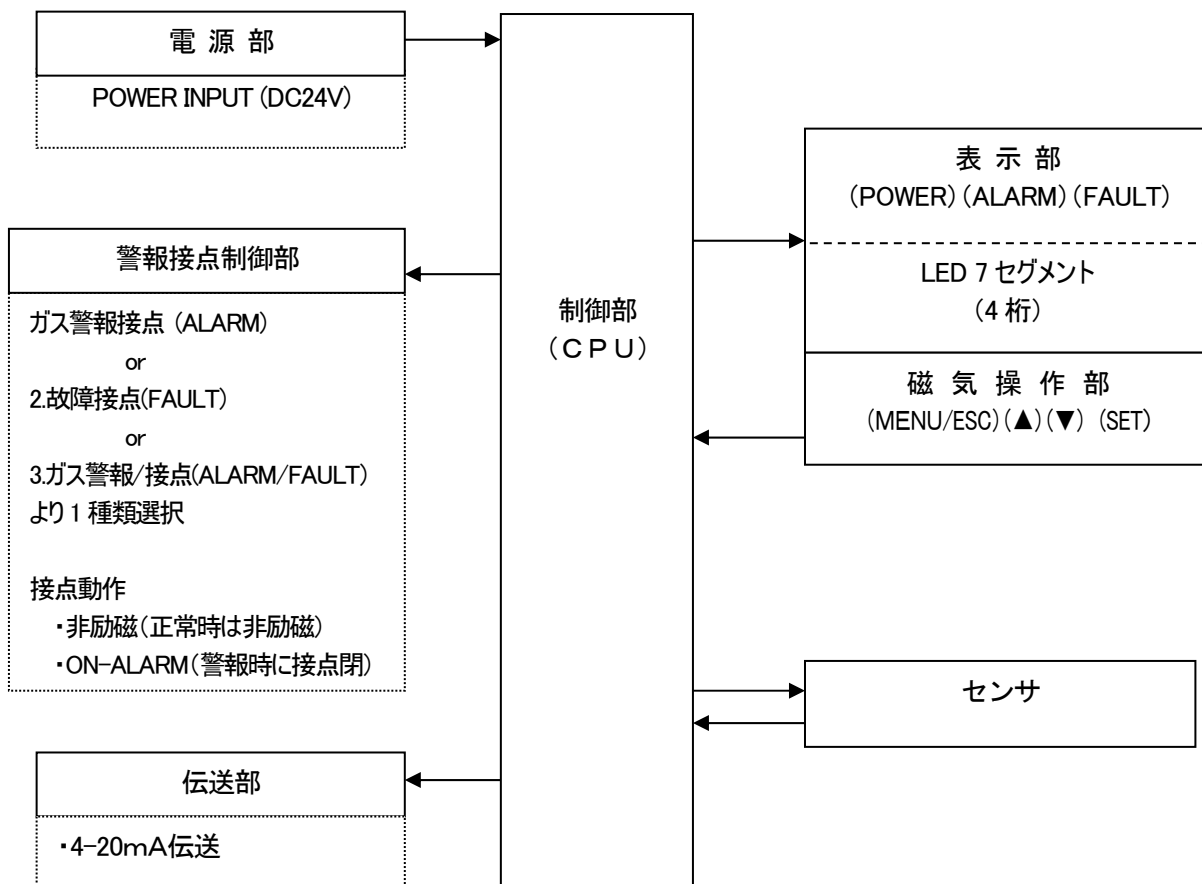 電 源 部
POWER INPUT (DC24V)
警報接点制御部
ガス警報接点 (ALARM)
or
2.故障接点(FAULT)
or
3.ガス警報/接点(ALARM/FAULT)
より 1 種類選択
接点動作
・非励磁(正常時は非励磁)
・ON-ALARM(警報時に接点閉)
伝送部
・4-20mA伝送
制御部
(CPU)
表 示 部
(POWER)(ALARM)(FAULT)
LED 7 セグメント
(4 桁)
磁 気 操 作 部
(MENU/ESC)(▲)(▼) (SET)
センサ